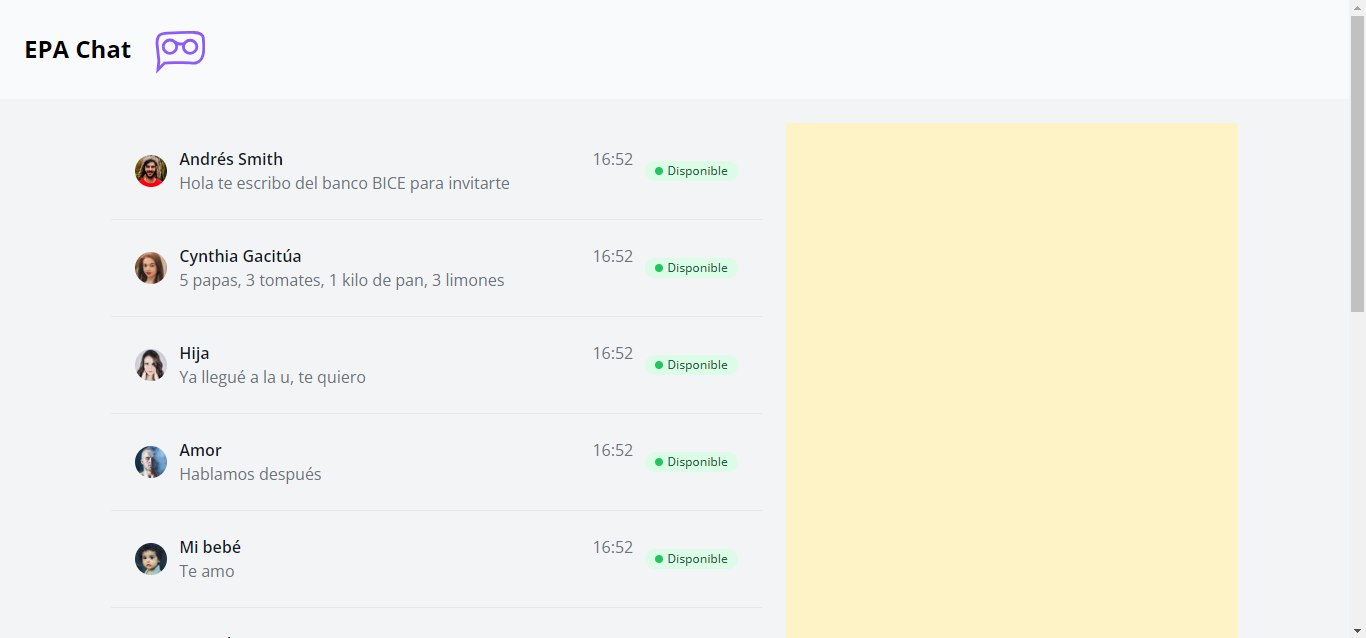 EPA Chat
Andrés Smith
16:52
Disponible
Hola te escribo del banco BICE para invitarte
Cynthia Gacitúa
16:52
Disponible
5 papas, 3 tomates, 1 kilo de pan, 3 limones
Hija
16:52
Disponible
Ya llegué a la u, te quiero
Amor
16:52
Disponible
Hablamos después
Mi bebé
16:52
Disponible
Te amo